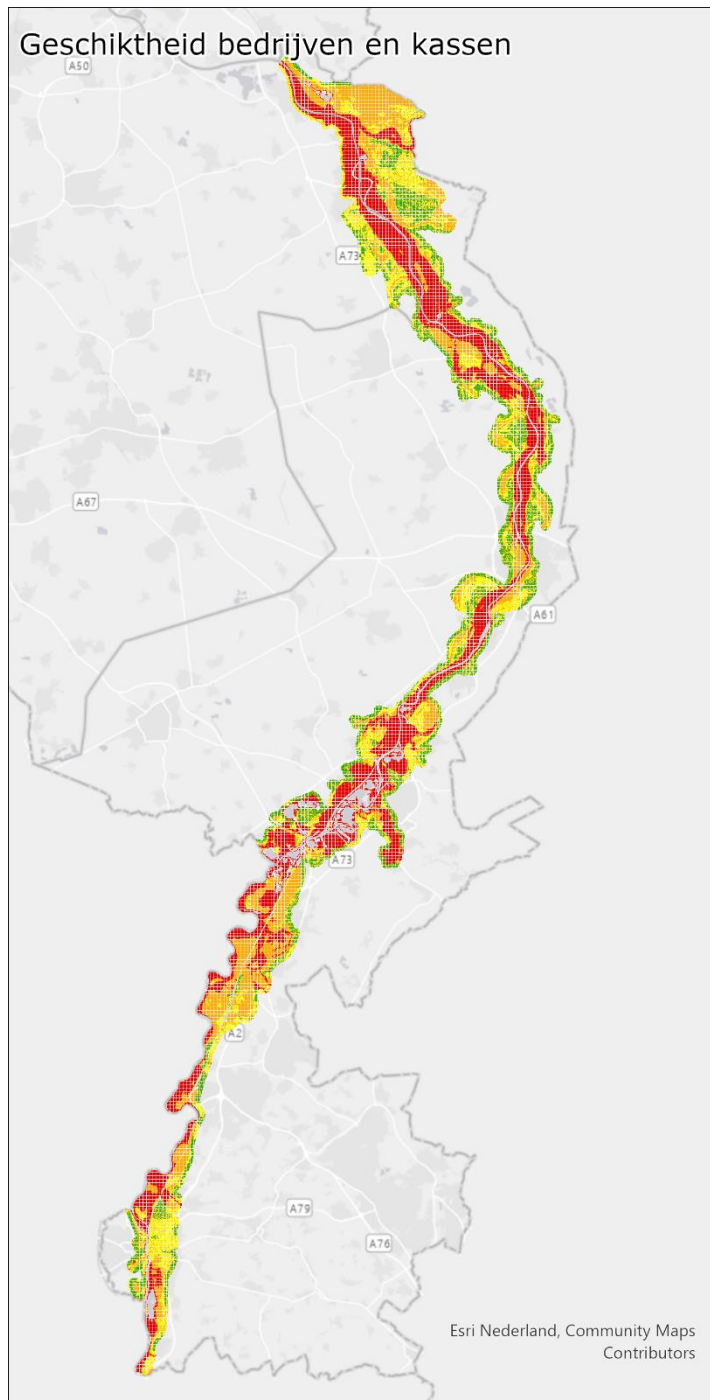 Geschiktheid bedrijven en kassen
A50
A73
A67
A61
A73
A2
A79
A76
Esri Nederland, Community Maps
Contributors